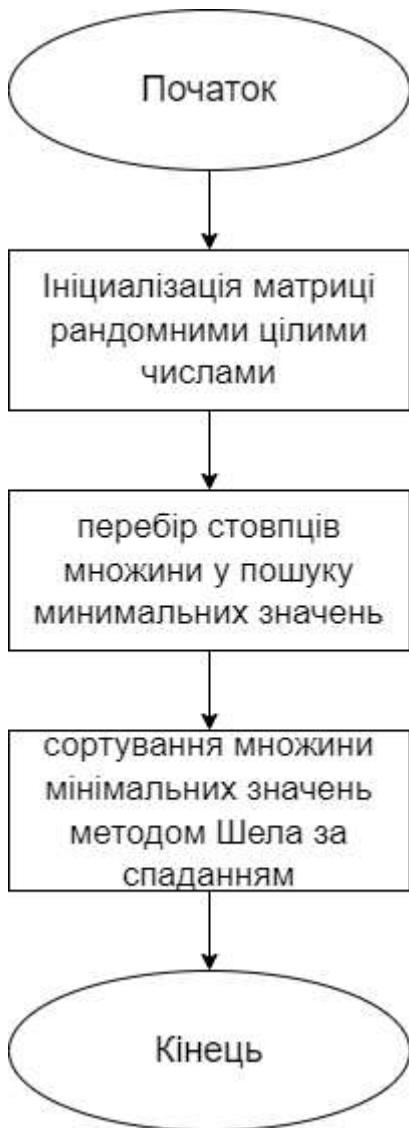 Початок
Ініциалізація матриці
рандомними цілими
числами
перебір стовпців
множини у пошуку
минимальних значень
сортування множини
мінімальних значень
методом Шела за
спаданням
Кінець